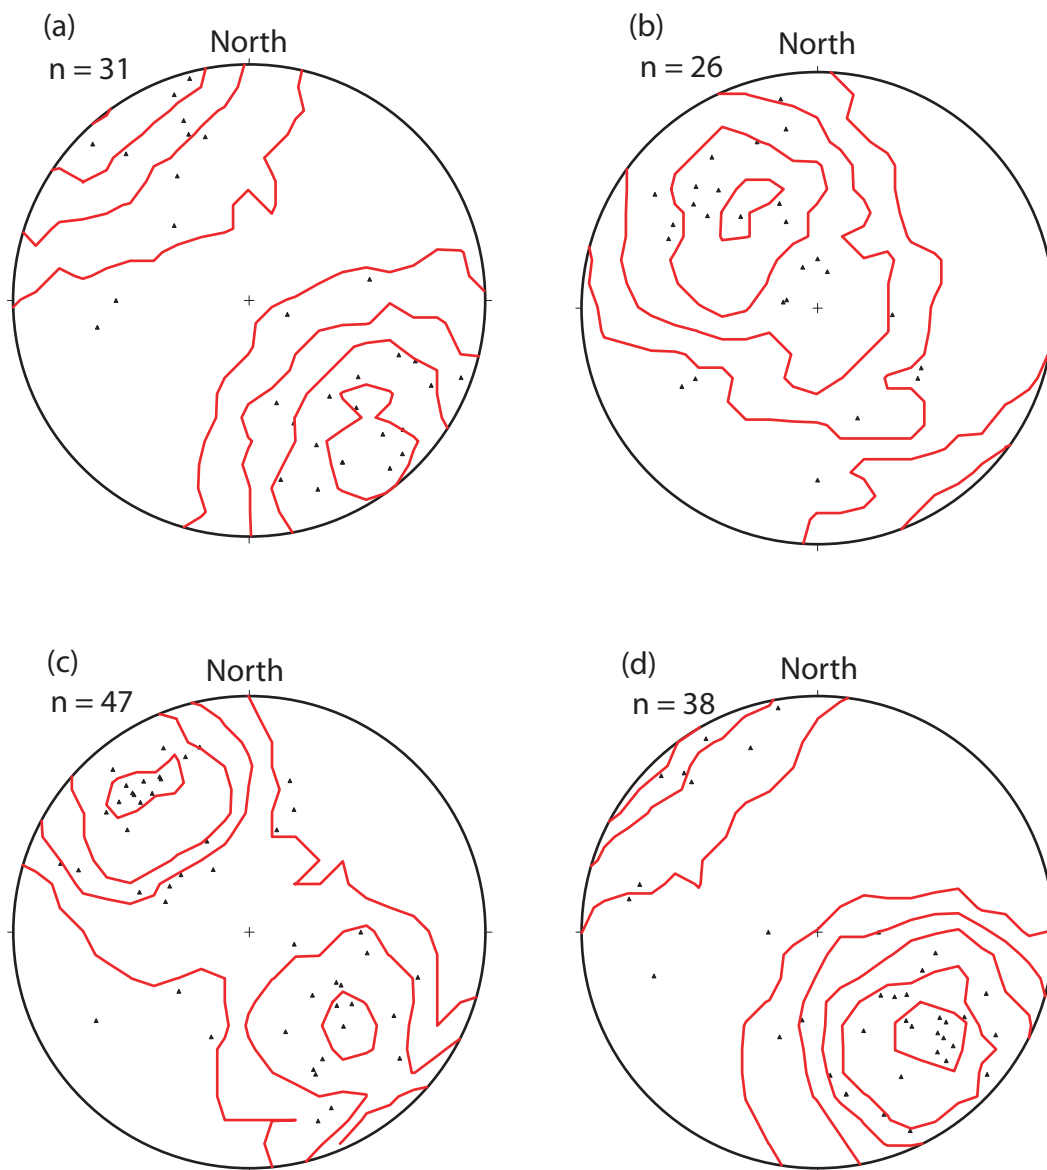 (a)
North
n = 31
(b)
North
n = 26
(c)
North
n = 47
(d)
North
n = 38